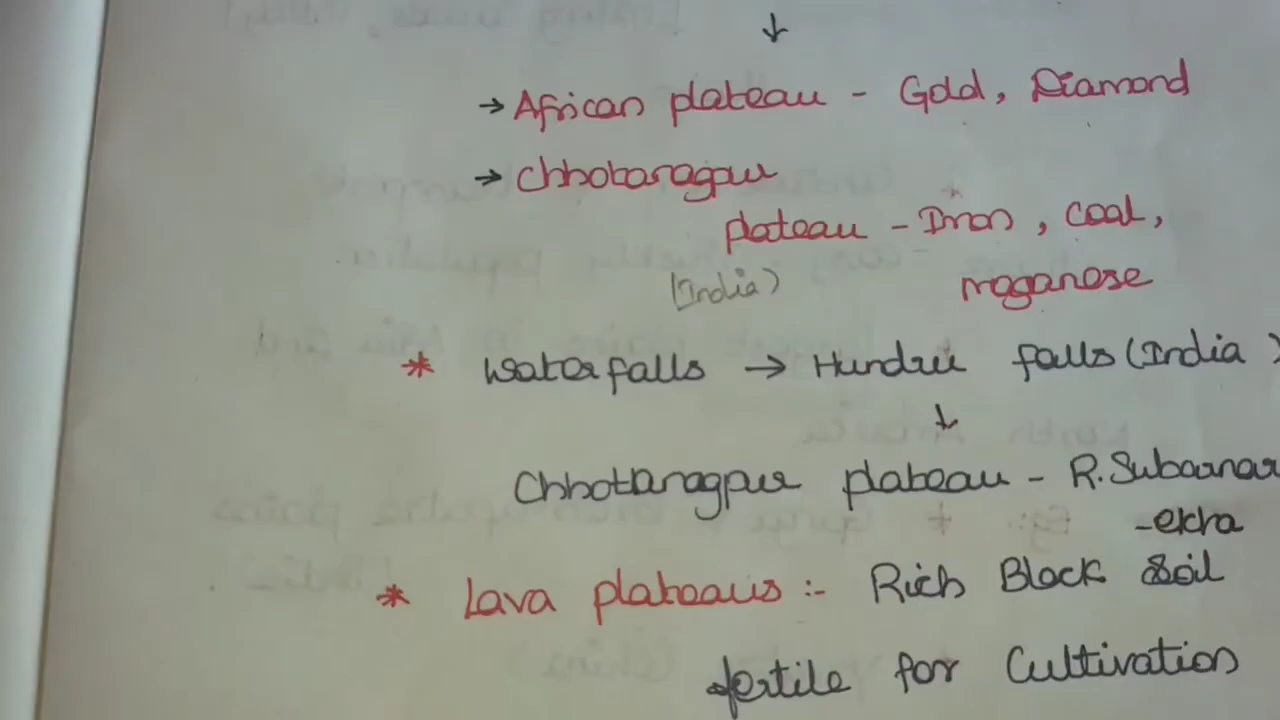 ↓
→ African plateau - Gold, Diamond
→ Chhotanagpur
plateau - Iron, coal,
(India) maganese
* Waterfalls → Hundru falls (India)
↓
Chhotanagpur plateau - R. Subarnar
-ekha
* Lava plateaus :- Rich Black Soil
fertile for Cultivation